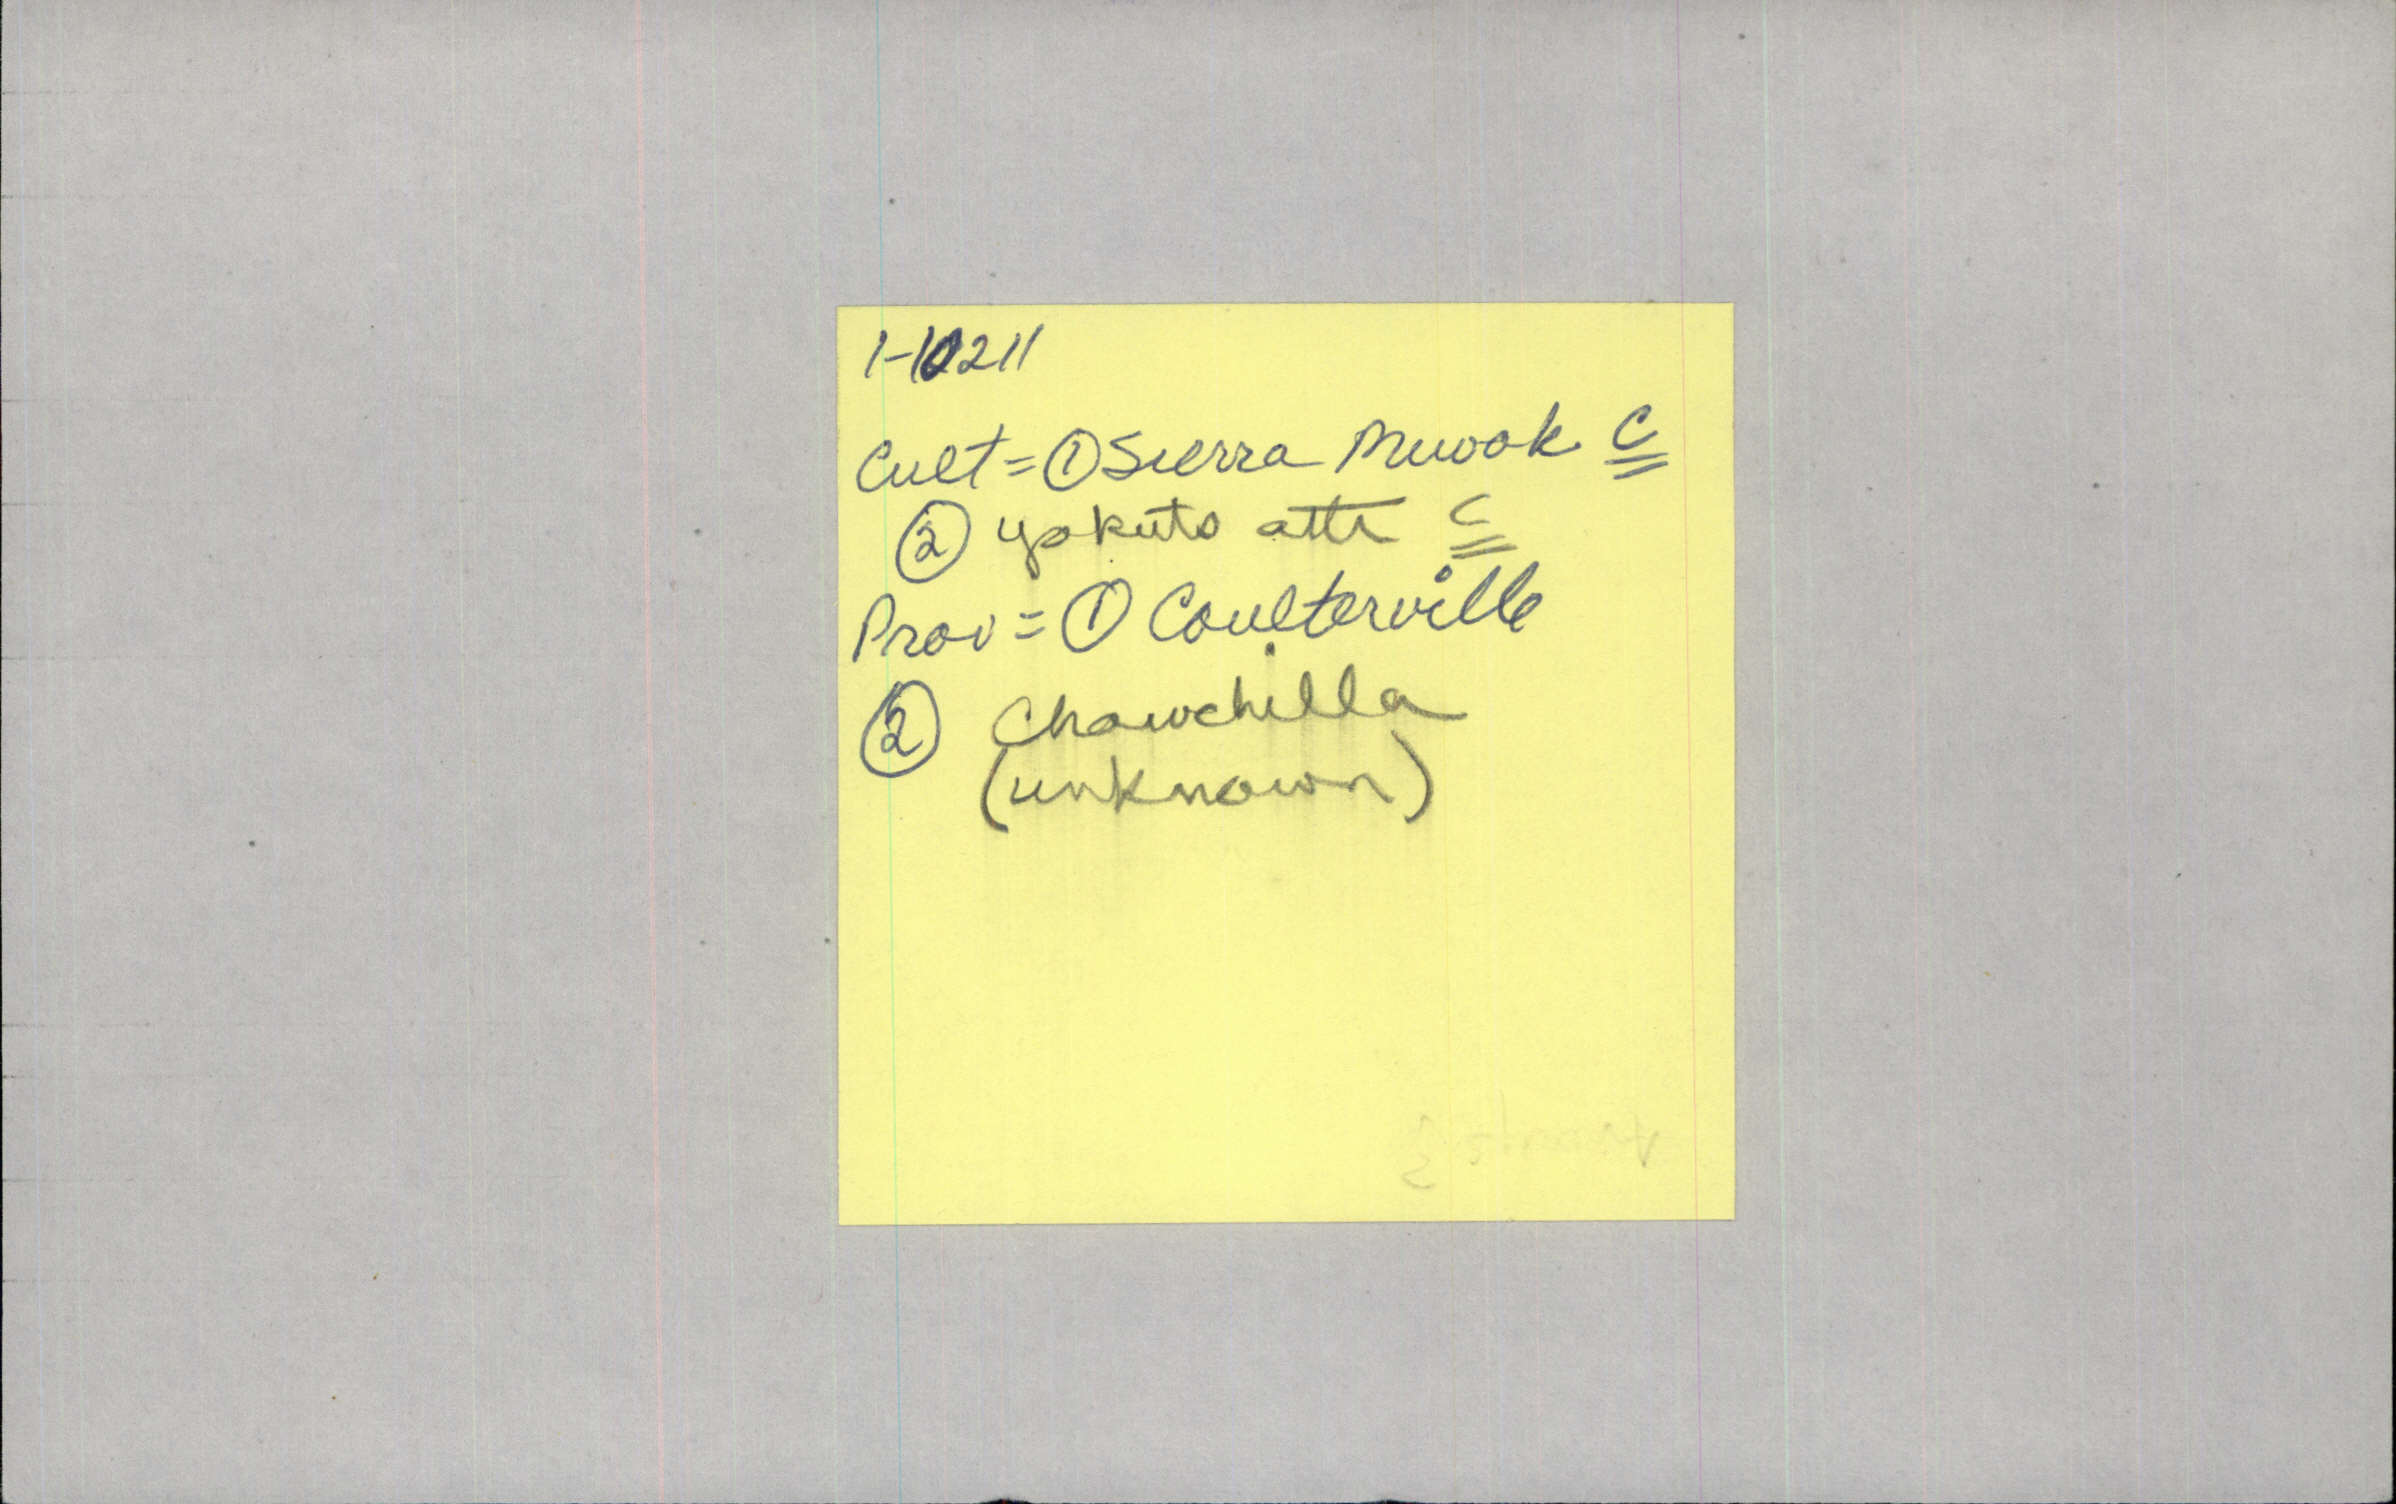 1-10211
Cult = ① Sierra Miwok C
② Yokuts attr C
Prov = ① Coulterville
② Chowchilla
(unknown)